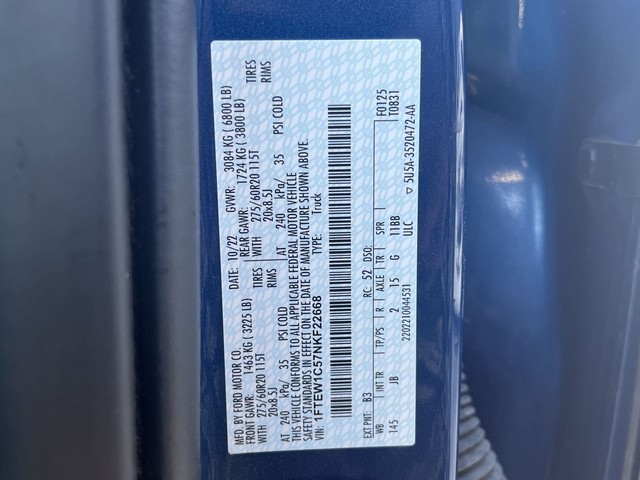 MFD. BY FORD MOTOR CO.
DATE: 10/22 GVWR: 3084 KG ( 6800 LB)
FRONT GAWR: 1463 KG ( 3225 LB) REAR GAWR: 1724 KG ( 3800 LB)
WITH 275/60R20 115T TIRES WITH 275/60R20 115T TIRES
20x8.5J RIMS 20x8.5J RIMS
AT 240 kPa/ 35 PSI COLD AT 240 kPa/ 35 PSI COLD
THIS VEHICLE CONFORMS TO ALL APPLICABLE FEDERAL MOTOR VEHICLE
SAFETY STANDARDS IN EFFECT ON THE DATE OF MANUFACTURE SHOWN ABOVE.
VIN: 1FTEW1C57NKF22668 TYPE: Truck
F0125
T0831
EXT PNT: B3 RC: 52 DSO:
WB INT TR TP/PS R AXLE TR SPR
145 JB 2 15 G 11BB
2202210044531 ULC
▽ 5U5A-3520472-AA